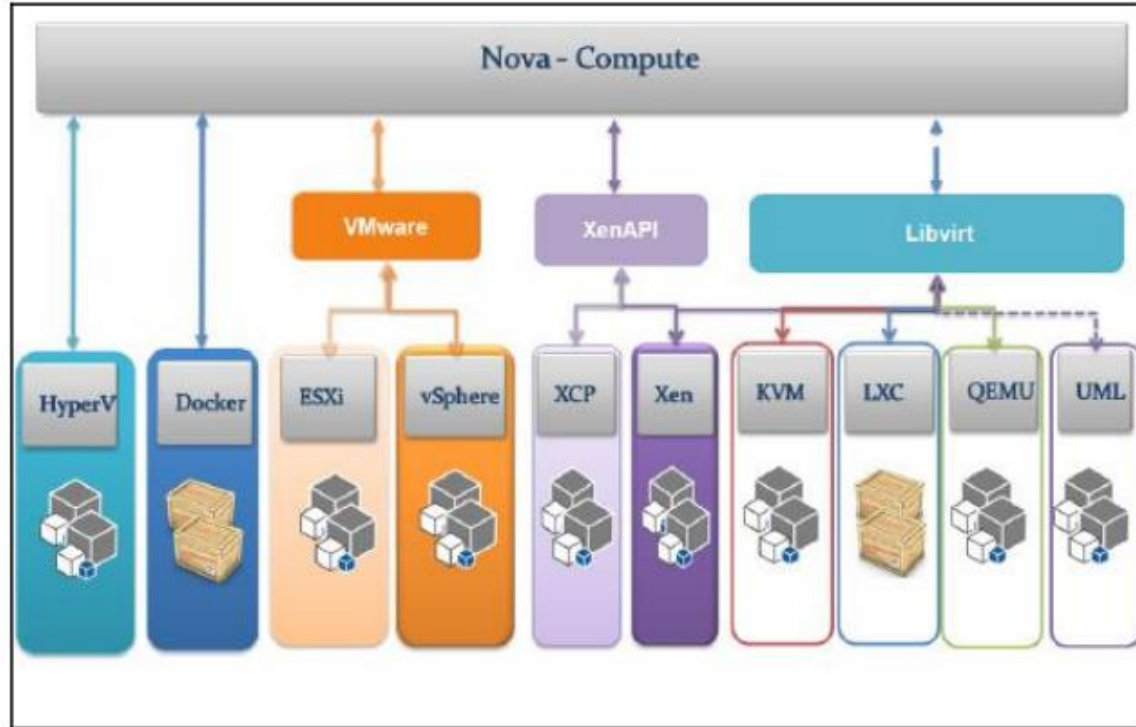 Nova - Compute
VMware
XenAPI
Libvirt
HyperV
Docker
ESXi
vSphere
XCP
Xen
KVM
LXC
QEMU
UML